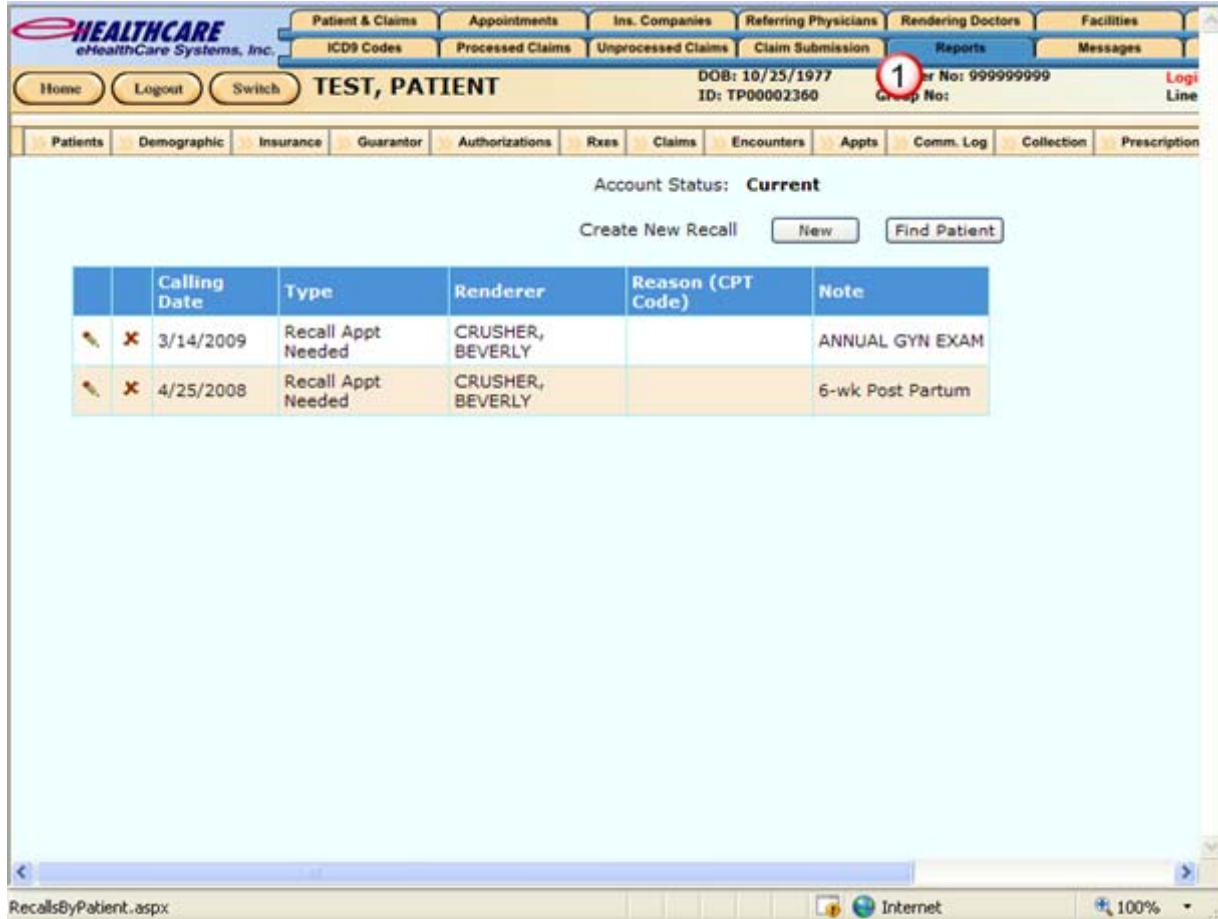 eHEALTHCARE
eHealthCare Systems, Inc.
Patient & Claims Appointments Ins. Companies Referring Physicians Rendering Doctors Facilities
ICD9 Codes Processed Claims Unprocessed Claims Claim Submission Reports Messages
Home Logout Switch TEST, PATIENT
DOB: 10/25/1977 1 No: 999999999 Logi
ID: TP00002360 No: Line
Patients Demographic Insurance Guarantor Authorizations Rxes Claims Encounters Appts Comm. Log Collection Prescription
Account Status: Current
Create New Recall New Find Patient
Calling Date Type Renderer Reason (CPT Code) Note
3/14/2009 Recall Appt Needed CRUSHER, BEVERLY ANNUAL GYN EXAM
4/25/2008 Recall Appt Needed CRUSHER, BEVERLY 6-wk Post Partum
RecallsByPatient.aspx Internet 100%